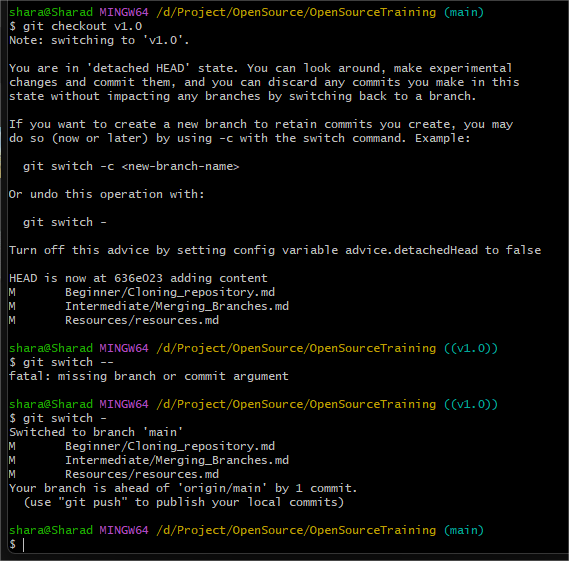 shara@Sharad MINGW64 /d/Project/OpenSource/OpenSourceTraining (main)
$ git checkout v1.0
Note: switching to 'v1.0'.

You are in 'detached HEAD' state. You can look around, make experimental
changes and commit them, and you can discard any commits you make in this
state without impacting any branches by switching back to a branch.

If you want to create a new branch to retain commits you create, you may
do so (now or later) by using -c with the switch command. Example:

  git switch -c <new-branch-name>

Or undo this operation with:

  git switch -

Turn off this advice by setting config variable advice.detachedHead to false

HEAD is now at 636e023 adding content
M       Beginner/Cloning_repository.md
M       Intermediate/Merging_Branches.md
M       Resources/resources.md

shara@Sharad MINGW64 /d/Project/OpenSource/OpenSourceTraining ((v1.0))
$ git switch --
fatal: missing branch or commit argument

shara@Sharad MINGW64 /d/Project/OpenSource/OpenSourceTraining ((v1.0))
$ git switch -
Switched to branch 'main'
M       Beginner/Cloning_repository.md
M       Intermediate/Merging_Branches.md
M       Resources/resources.md
Your branch is ahead of 'origin/main' by 1 commit.
  (use "git push" to publish your local commits)

shara@Sharad MINGW64 /d/Project/OpenSource/OpenSourceTraining (main)
$